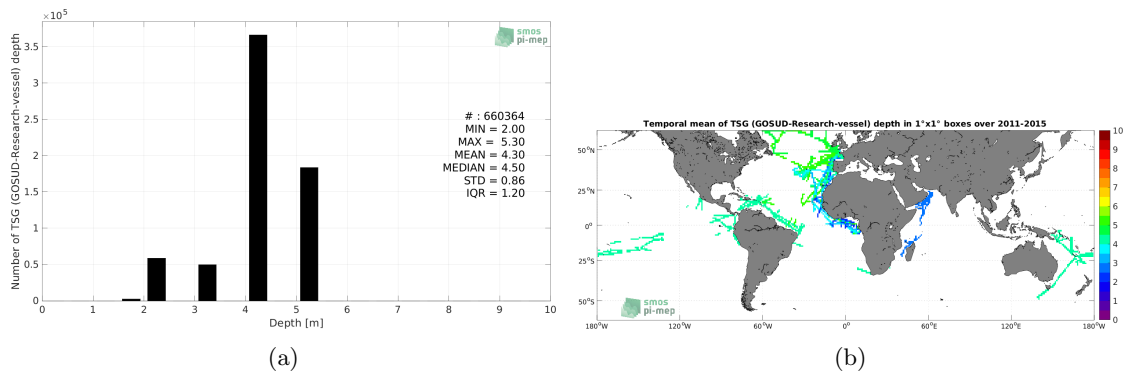 ×10⁵
smos
pi-mep
3.5
3
2.5
2
1.5
1
0.5
0
Number of TSG (GOSUD-Research-vessel) depth
# : 660364
MIN = 2.00
MAX = 5.30
MEAN = 4.30
MEDIAN = 4.50
STD = 0.86
IQR = 1.20
0 1 2 3 4 5 6 7 8 9 10
Depth [m]
(a)
Temporal mean of TSG (GOSUD-Research-vessel) depth in 1°x1° boxes over 2011-2015
50°N
25°N
0°
25°S
50°S
smos
pi-mep
180°W 120°W 60°W 0° 60°E 120°E 180°W
10
9
8
7
6
5
4
3
2
1
0
(b)